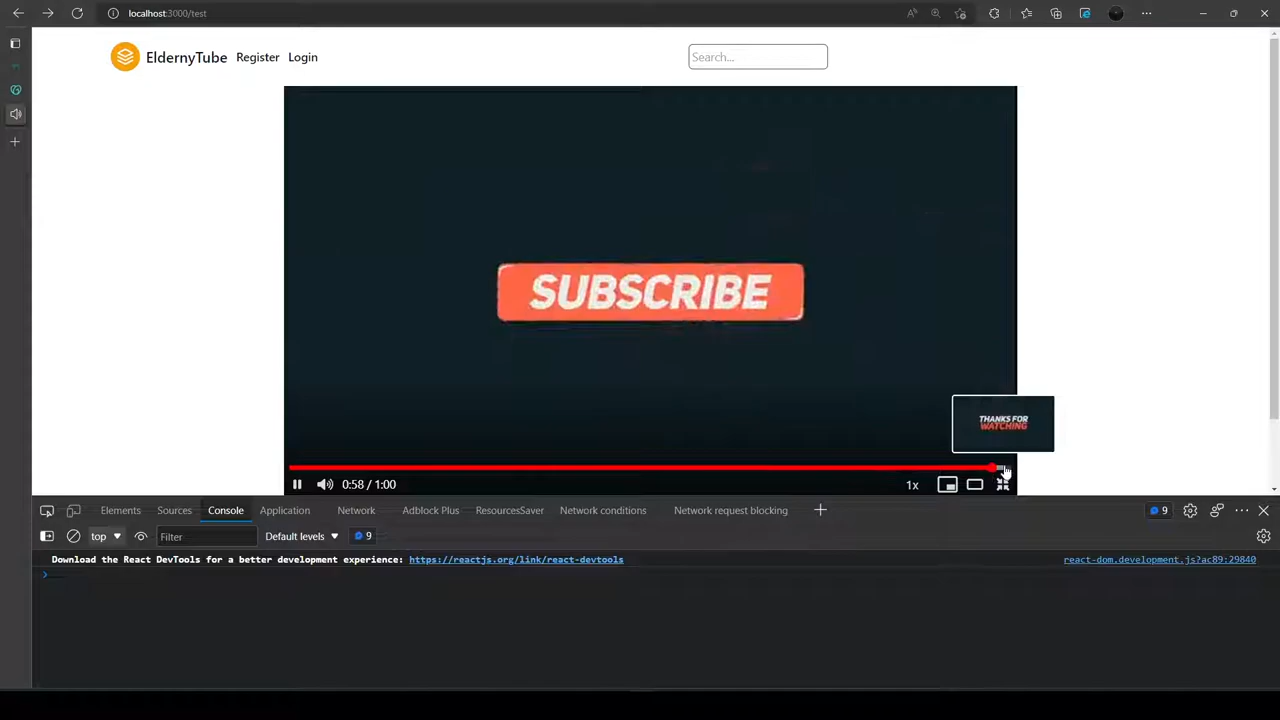 localhost:3000/test
EldernyTube Register Login
Search...
SUBSCRIBE
THANKS FOR
WATCHING
0:58 / 1:00
1x
Elements Sources Console Application Network Adblock Plus ResourcesSaver Network conditions Network request blocking
9
top Filter Default levels 9
Download the React DevTools for a better development experience: https://reactjs.org/link/react-devtools
react-dom.development.js?ac89:29840